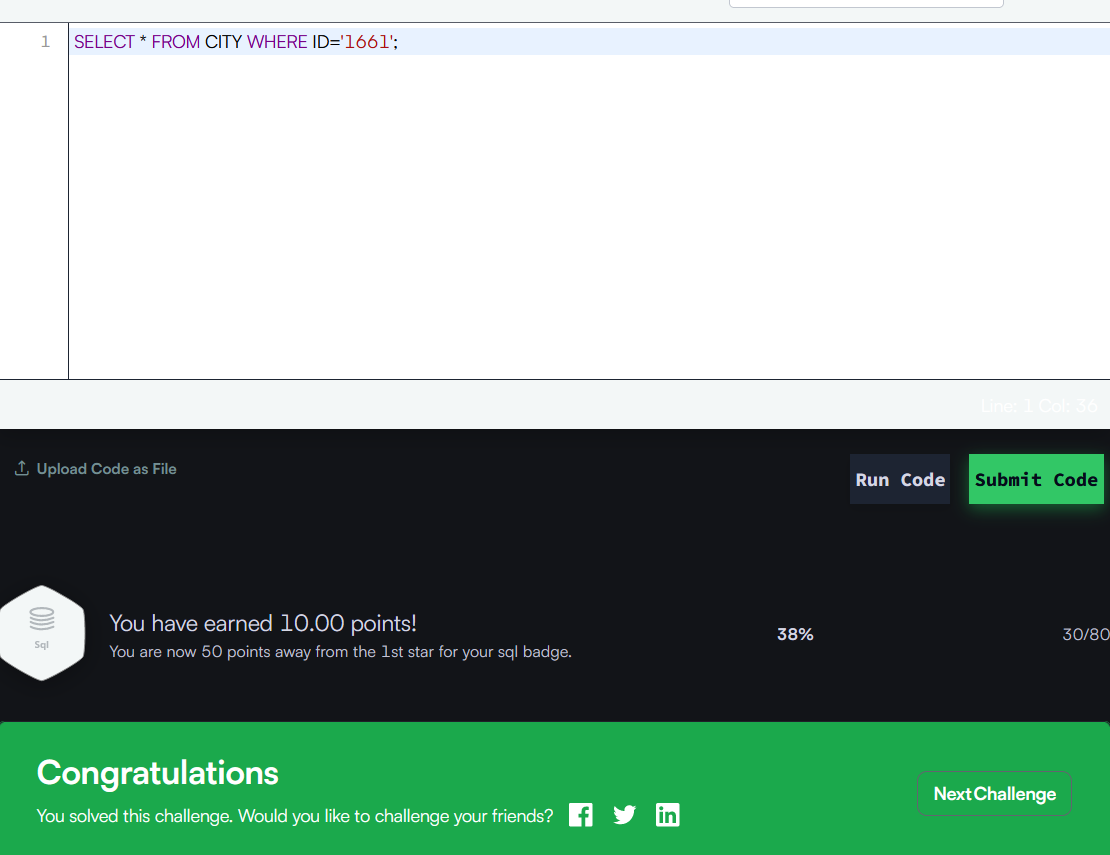 1 SELECT * FROM CITY WHERE ID='1661';
Line: 1 Col: 36
Upload Code as File
Run Code
Submit Code
Sql
You have earned 10.00 points!
You are now 50 points away from the 1st star for your sql badge.
38%
30/80
Congratulations
You solved this challenge. Would you like to challenge your friends?
Next Challenge